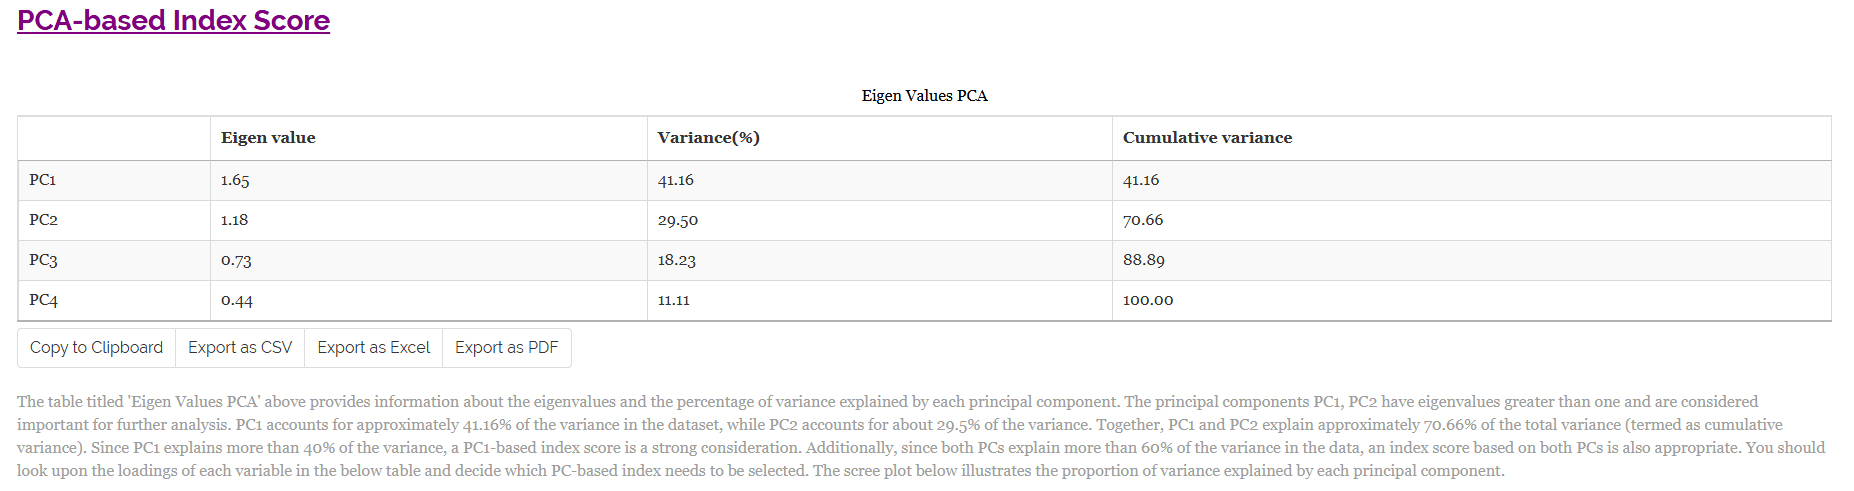 PCA-based Index Score
Eigen Values PCA
Eigen value Variance(%) Cumulative variance
PC1 1.65 41.16 41.16
PC2 1.18 29.50 70.66
PC3 0.73 18.23 88.89
PC4 0.44 11.11 100.00
Copy to Clipboard Export as CSV Export as Excel Export as PDF
The table titled 'Eigen Values PCA' above provides information about the eigenvalues and the percentage of variance explained by each principal component. The principal components PC1, PC2 have eigenvalues greater than one and are considered
important for further analysis. PC1 accounts for approximately 41.16% of the variance in the dataset, while PC2 accounts for about 29.5% of the variance. Together, PC1 and PC2 explain approximately 70.66% of the total variance (termed as cumulative
variance). Since PC1 explains more than 40% of the variance, a PC1-based index score is a strong consideration. Additionally, since both PCs explain more than 60% of the variance in the data, an index score based on both PCs is also appropriate. You should
look upon the loadings of each variable in the below table and decide which PC-based index needs to be selected. The scree plot below illustrates the proportion of variance explained by each principal component.